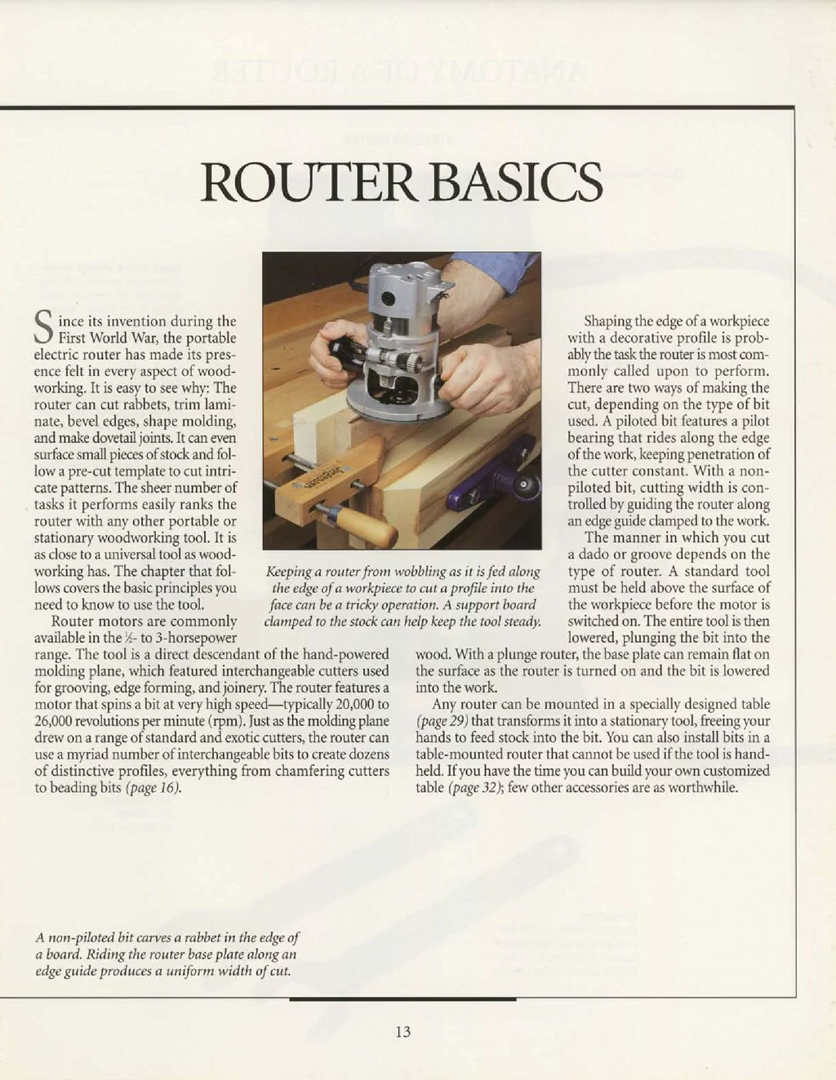 ROUTER BASICS
Since its invention during the
First World War, the portable
electric router has made its pres-
ence felt in every aspect of wood-
working. It is easy to see why: The
router can cut rabbets, trim lami-
nate, bevel edges, shape molding,
and make dovetail joints. It can even
surface small pieces of stock and fol-
low a pre-cut template to cut intri-
cate patterns. The sheer number of
tasks it performs easily ranks the
router with any other portable or
stationary woodworking tool. It is
as close to a universal tool as wood-
working has. The chapter that fol-
lows covers the basic principles you
need to know to use the tool.
Router motors are commonly
available in the ½- to 3-horsepower
range. The tool is a direct descendant of the hand-powered
molding plane, which featured interchangeable cutters used
for grooving, edge forming, and joinery. The router features a
motor that spins a bit at very high speed—typically 20,000 to
26,000 revolutions per minute (rpm). Just as the molding plane
drew on a range of standard and exotic cutters, the router can
use a myriad number of interchangeable bits to create dozens
of distinctive profiles, everything from chamfering cutters
to beading bits (page 16).
Keeping a router from wobbling as it is fed along
the edge of a workpiece to cut a profile into the
face can be a tricky operation. A support board
clamped to the stock can help keep the tool steady.
Shaping the edge of a workpiece
with a decorative profile is prob-
ably the task the router is most com-
monly called upon to perform.
There are two ways of making the
cut, depending on the type of bit
used. A piloted bit features a pilot
bearing that rides along the edge
of the work, keeping penetration of
the cutter constant. With a non-
piloted bit, cutting width is con-
trolled by guiding the router along
an edge guide clamped to the work.
The manner in which you cut
a dado or groove depends on the
type of router. A standard tool
must be held above the surface of
the workpiece before the motor is
switched on. The entire tool is then
lowered, plunging the bit into the
wood. With a plunge router, the base plate can remain flat on
the surface as the router is turned on and the bit is lowered
into the work.
Any router can be mounted in a specially designed table
(page 29) that transforms it into a stationary tool, freeing your
hands to feed stock into the bit. You can also install bits in a
table-mounted router that cannot be used if the tool is hand-
held. If you have the time you can build your own customized
table (page 32); few other accessories are as worthwhile.
A non-piloted bit carves a rabbet in the edge of
a board. Riding the router base plate along an
edge guide produces a uniform width of cut.
13